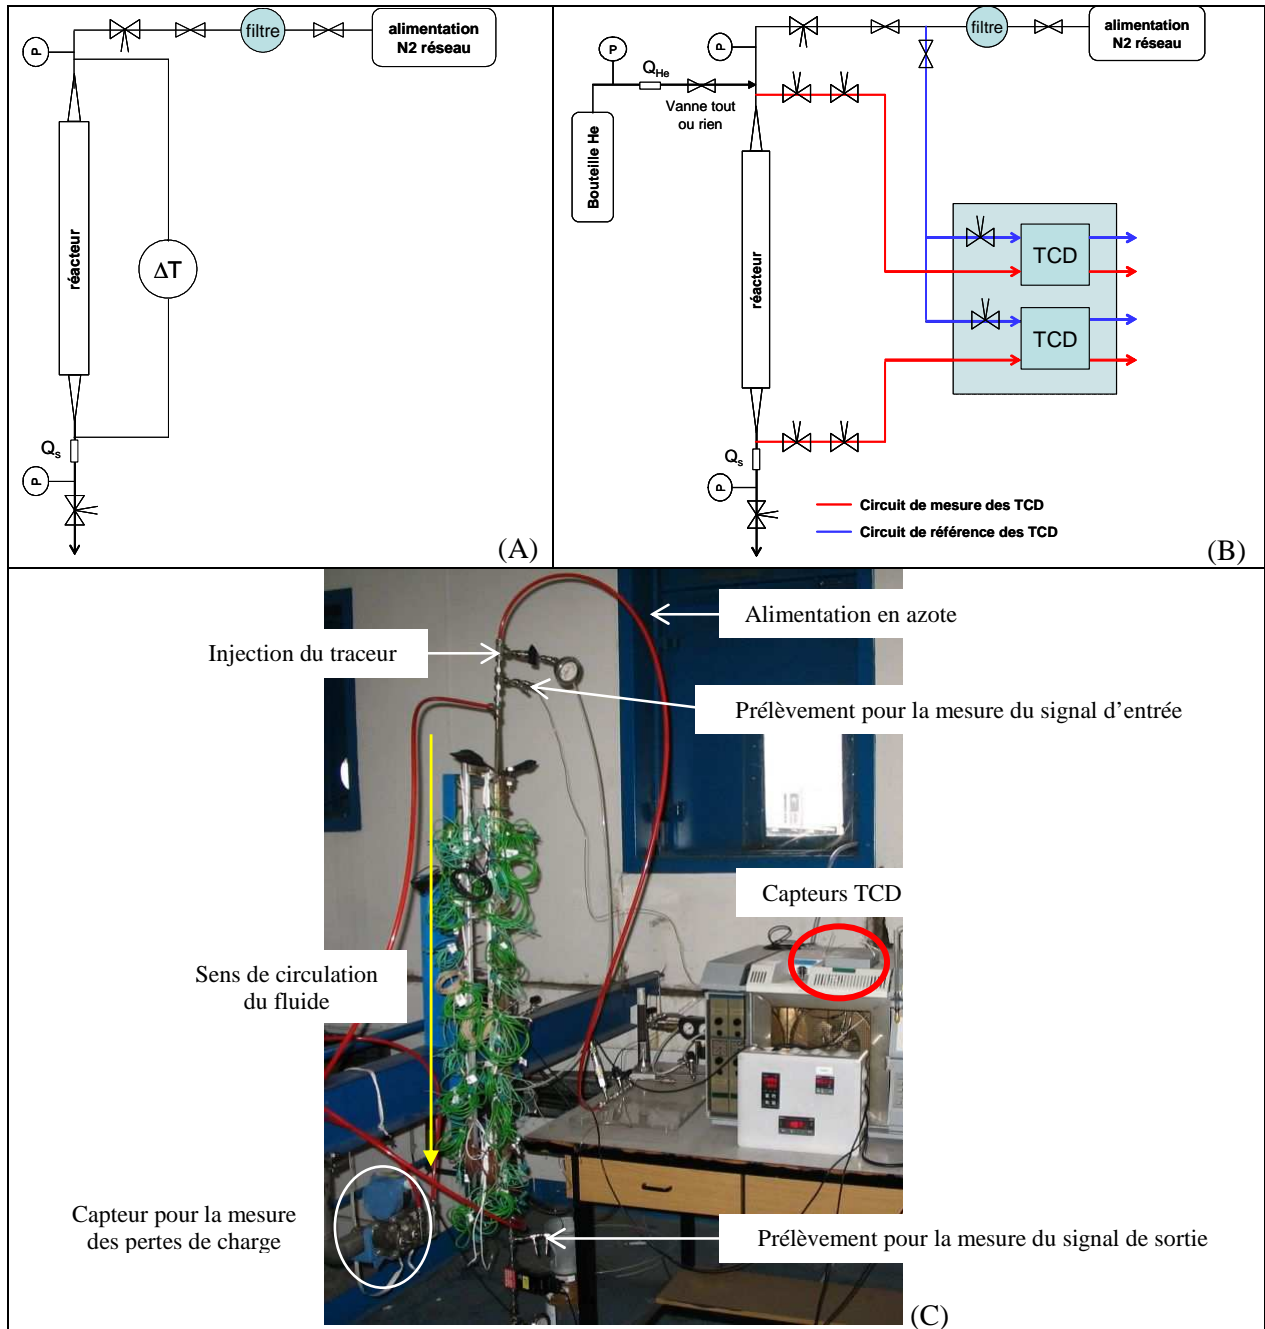 P
filtre
alimentation
N2 réseau
réacteur
ΔT
Qs
P
(A)
P
QHe
Vanne tout
ou rien
Bouteille He
P
filtre
alimentation
N2 réseau
réacteur
TCD
TCD
Qs
P
Circuit de mesure des TCD
Circuit de référence des TCD
(B)
Alimentation en azote
Injection du traceur
Prélèvement pour la mesure du signal d’entrée
Capteurs TCD
Sens de circulation
du fluide
Capteur pour la mesure
des pertes de charge
Prélèvement pour la mesure du signal de sortie
(C)